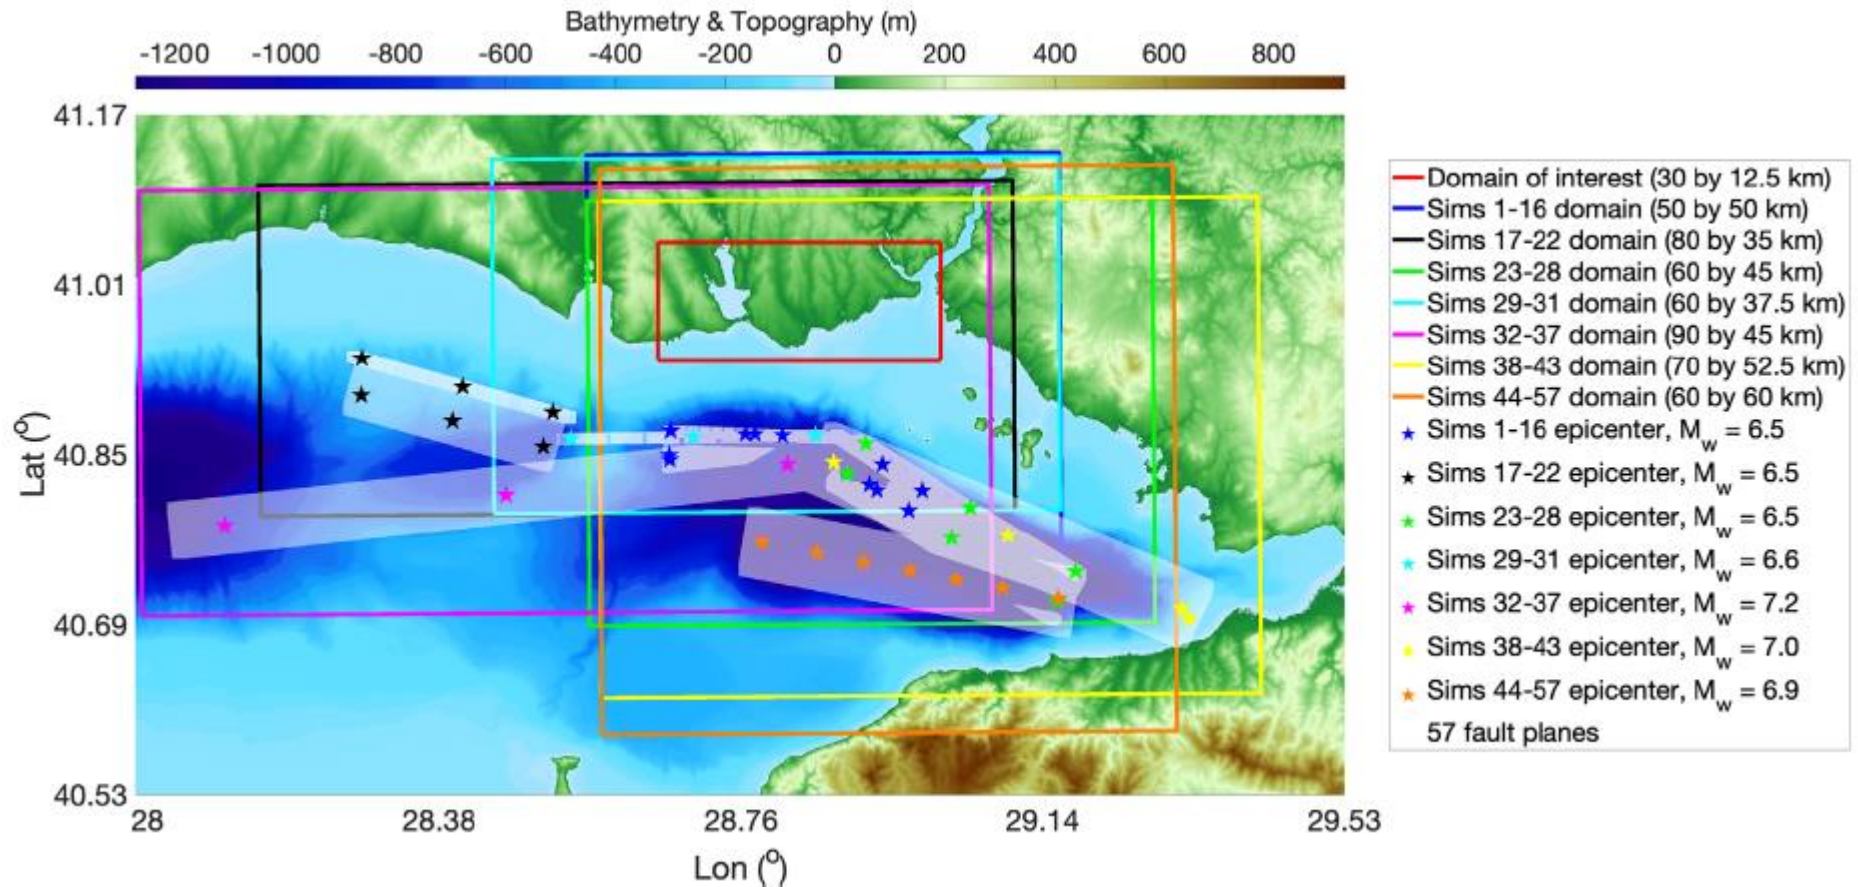 Bathymetry & Topography (m)
-1200 -1000 -800 -600 -400 -200 0 200 400 600 800
41.17
41.01
40.85
40.69
40.53
Lat (o)
28 28.38 28.76 29.14 29.53
Lon (o)
Domain of interest (30 by 12.5 km)
Sims 1-16 domain (50 by 50 km)
Sims 17-22 domain (80 by 35 km)
Sims 23-28 domain (60 by 45 km)
Sims 29-31 domain (60 by 37.5 km)
Sims 32-37 domain (90 by 45 km)
Sims 38-43 domain (70 by 52.5 km)
Sims 44-57 domain (60 by 60 km)
Sims 1-16 epicenter, Mw = 6.5
Sims 17-22 epicenter, Mw = 6.5
Sims 23-28 epicenter, Mw = 6.5
Sims 29-31 epicenter, Mw = 6.6
Sims 32-37 epicenter, Mw = 7.2
Sims 38-43 epicenter, Mw = 7.0
Sims 44-57 epicenter, Mw = 6.9
57 fault planes